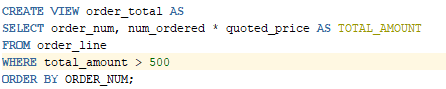 CREATE VIEW order_total AS
SELECT order_num, num_ordered * quoted_price AS TOTAL_AMOUNT
FROM order_line
WHERE total_amount > 500
ORDER BY ORDER_NUM;